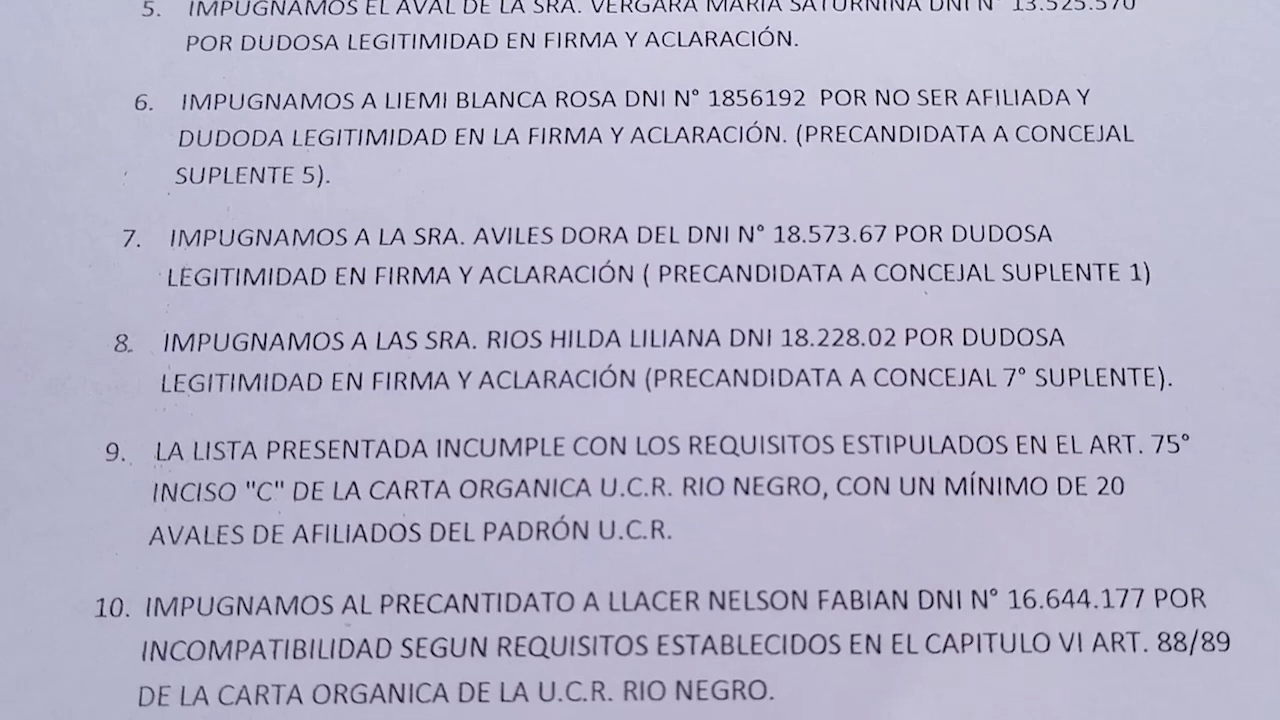 5. IMPUGNAMOS EL AVAL DE LA SRA. VERGARA MARIA SATURNINA DNI N° 13.525.570
POR DUDOSA LEGITIMIDAD EN FIRMA Y ACLARACIÓN.
6. IMPUGNAMOS A LIEMI BLANCA ROSA DNI N° 1856192 POR NO SER AFILIADA Y
DUDODA LEGITIMIDAD EN LA FIRMA Y ACLARACIÓN. (PRECANDIDATA A CONCEJAL
SUPLENTE 5).
7. IMPUGNAMOS A LA SRA. AVILES DORA DEL DNI N° 18.573.67 POR DUDOSA
LEGITIMIDAD EN FIRMA Y ACLARACIÓN ( PRECANDIDATA A CONCEJAL SUPLENTE 1)
8. IMPUGNAMOS A LAS SRA. RIOS HILDA LILIANA DNI 18.228.02 POR DUDOSA
LEGITIMIDAD EN FIRMA Y ACLARACIÓN (PRECANDIDATA A CONCEJAL 7° SUPLENTE).
9. LA LISTA PRESENTADA INCUMPLE CON LOS REQUISITOS ESTIPULADOS EN EL ART. 75°
INCISO "C" DE LA CARTA ORGANICA U.C.R. RIO NEGRO, CON UN MÍNIMO DE 20
AVALES DE AFILIADOS DEL PADRÓN U.C.R.
10. IMPUGNAMOS AL PRECANTIDATO A LLACER NELSON FABIAN DNI N° 16.644.177 POR
INCOMPATIBILIDAD SEGUN REQUISITOS ESTABLECIDOS EN EL CAPITULO VI ART. 88/89
DE LA CARTA ORGANICA DE LA U.C.R. RIO NEGRO.